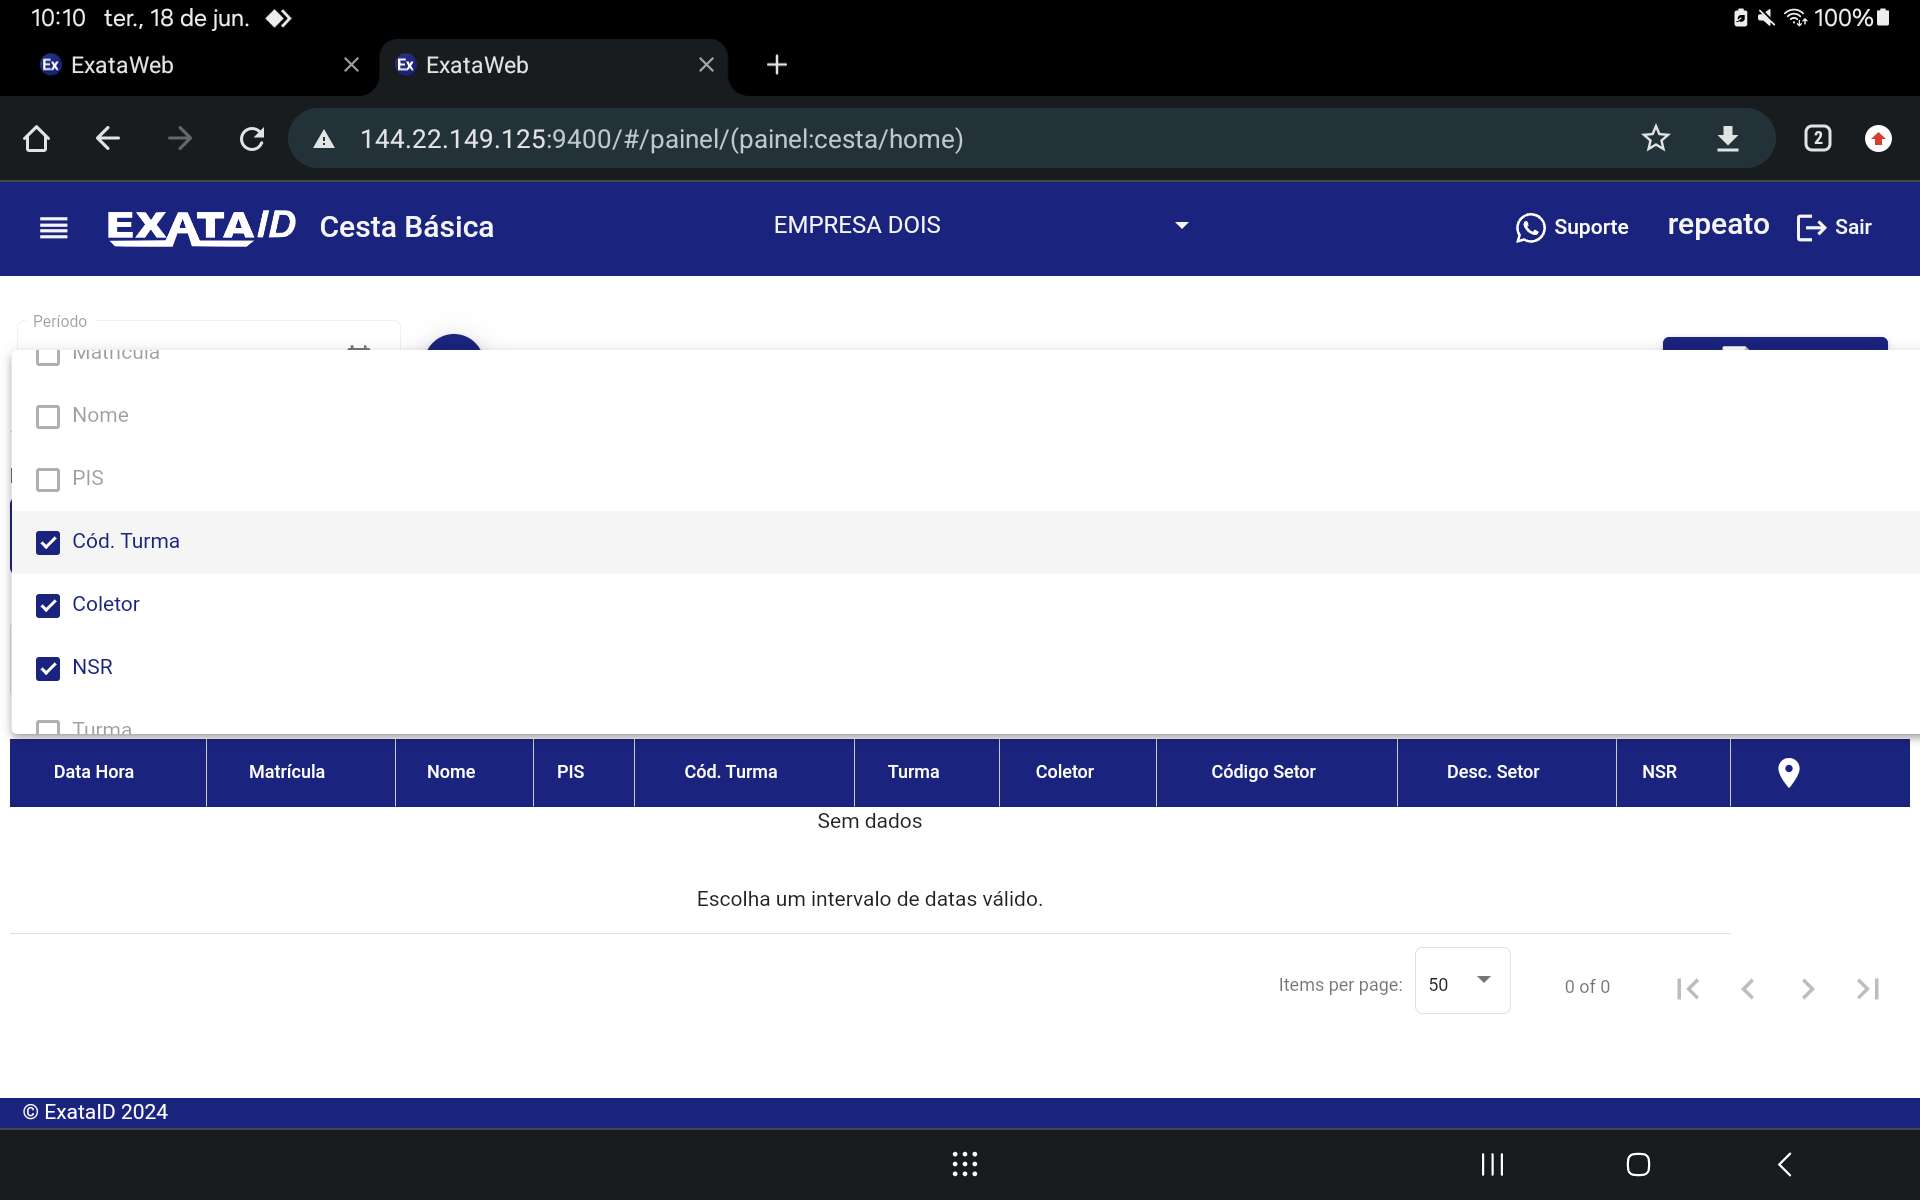 10:10 ter., 18 de jun. 100%
Ex ExataWeb Ex ExataWeb
144.22.149.125:9400/#/painel/(painel:cesta/home) 2
EXATAID Cesta Básica EMPRESA DOIS Suporte repeato Sair
Período
Matrícula
Nome
PIS
Cód. Turma
Coletor
NSR
Turma
Data Hora Matrícula Nome PIS Cód. Turma Turma Coletor Código Setor Desc. Setor NSR
Sem dados
Escolha um intervalo de datas válido.
Items per page: 50 0 of 0
© ExataID 2024